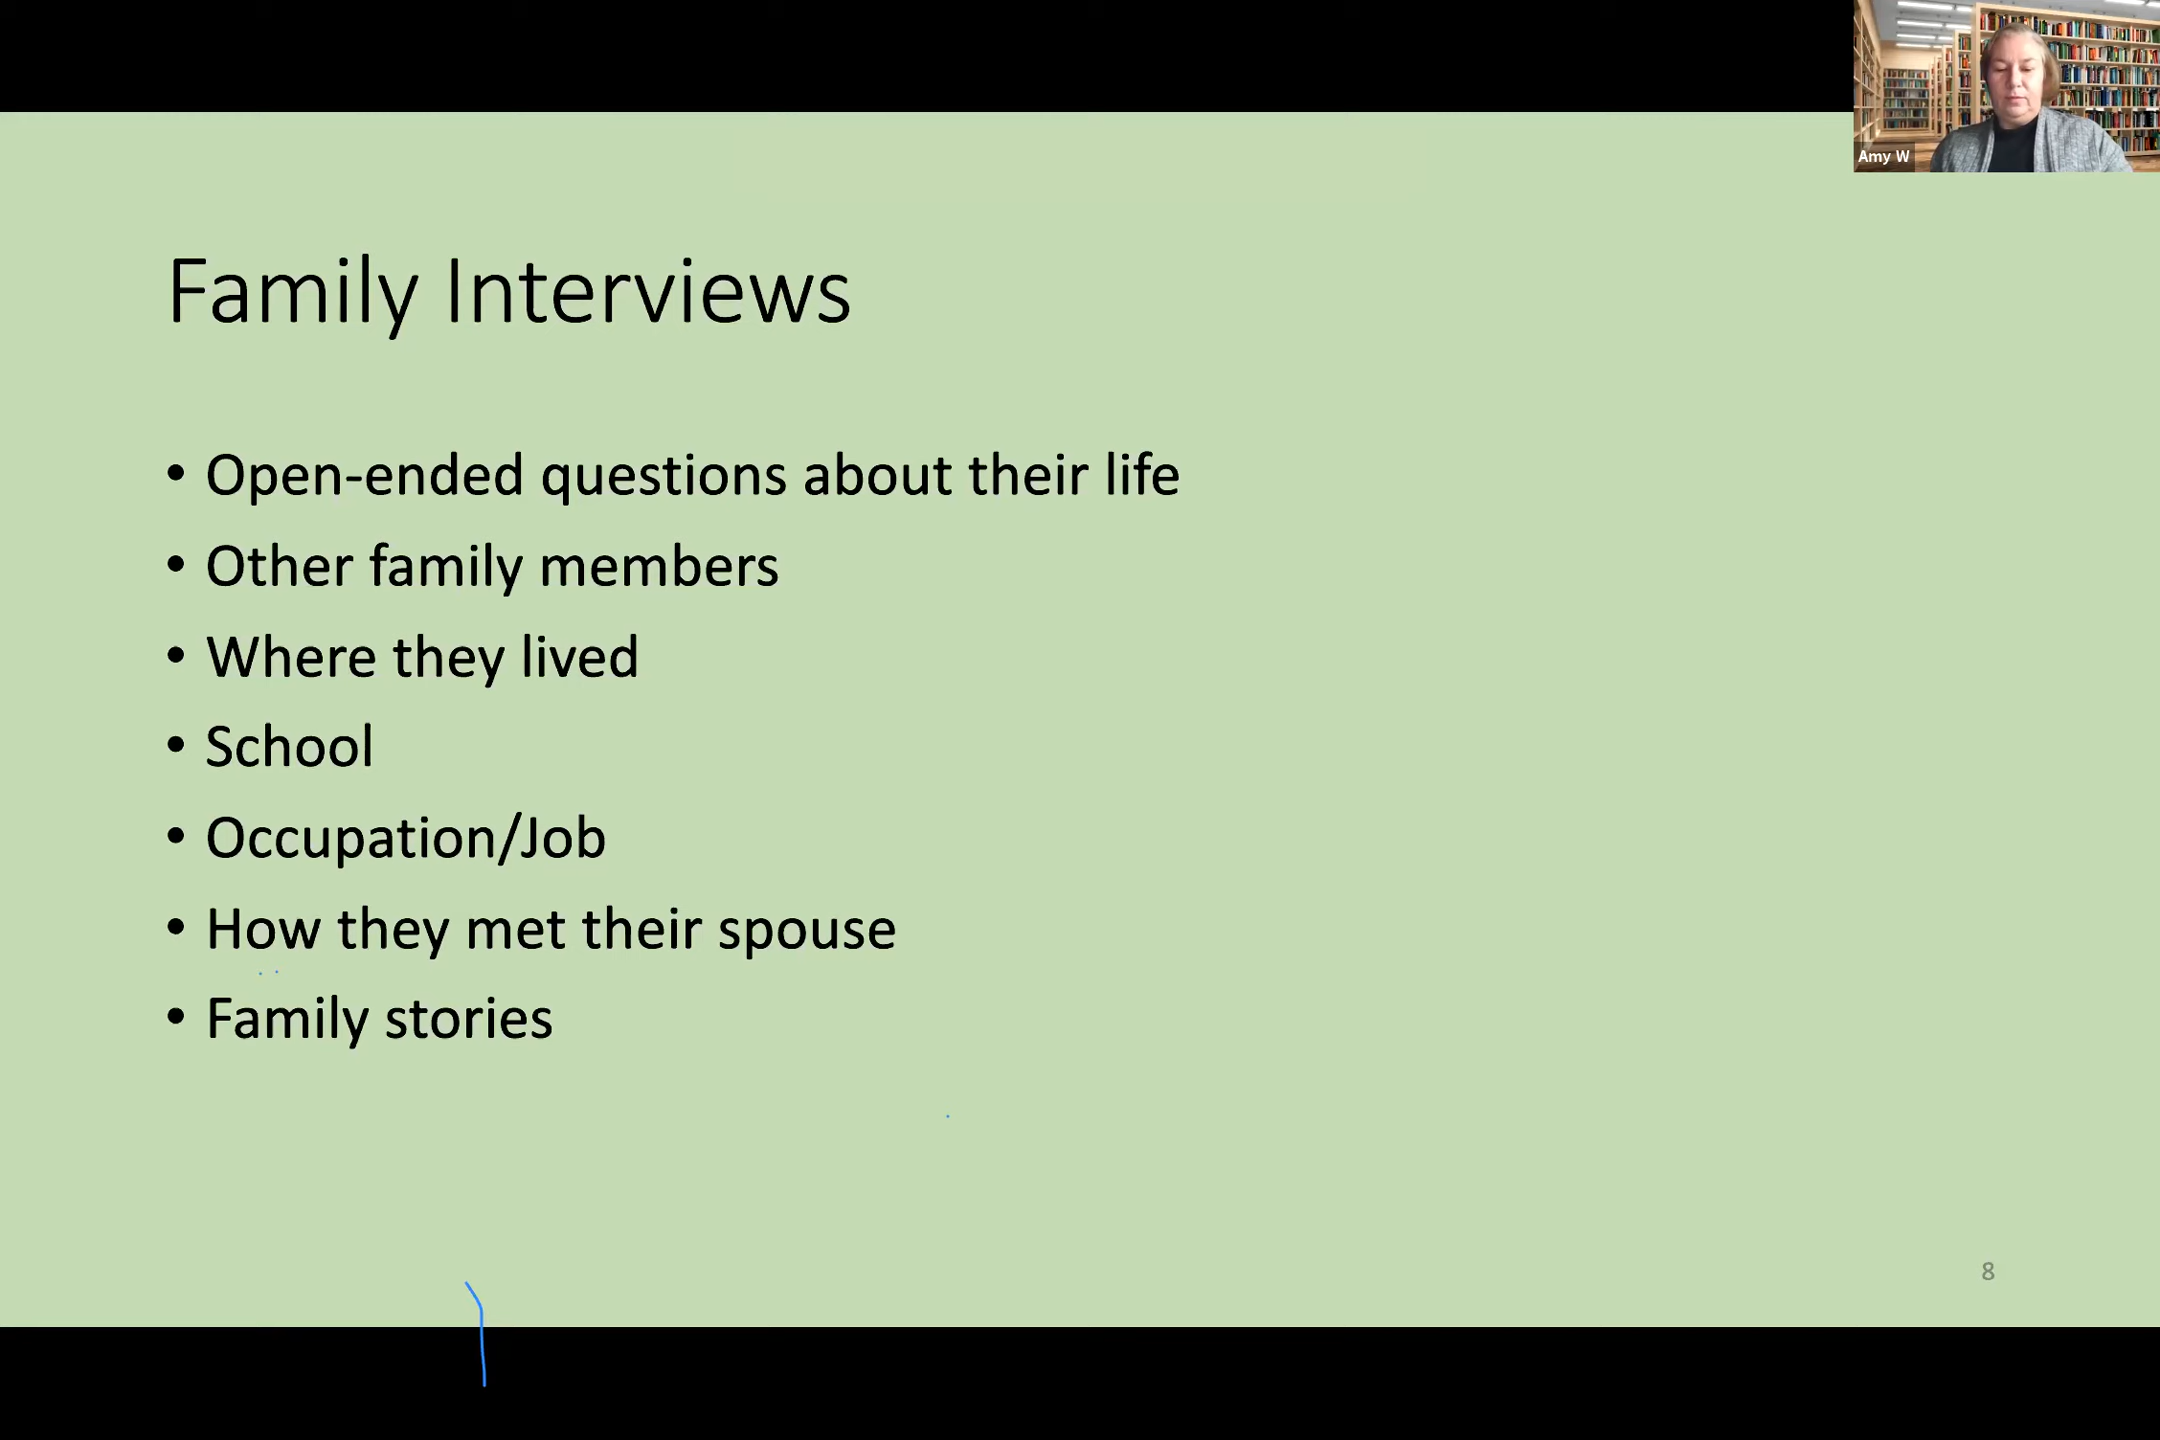 Amy W
Family Interviews
• Open-ended questions about their life
• Other family members
• Where they lived
• School
• Occupation/Job
• How they met their spouse
• Family stories
8